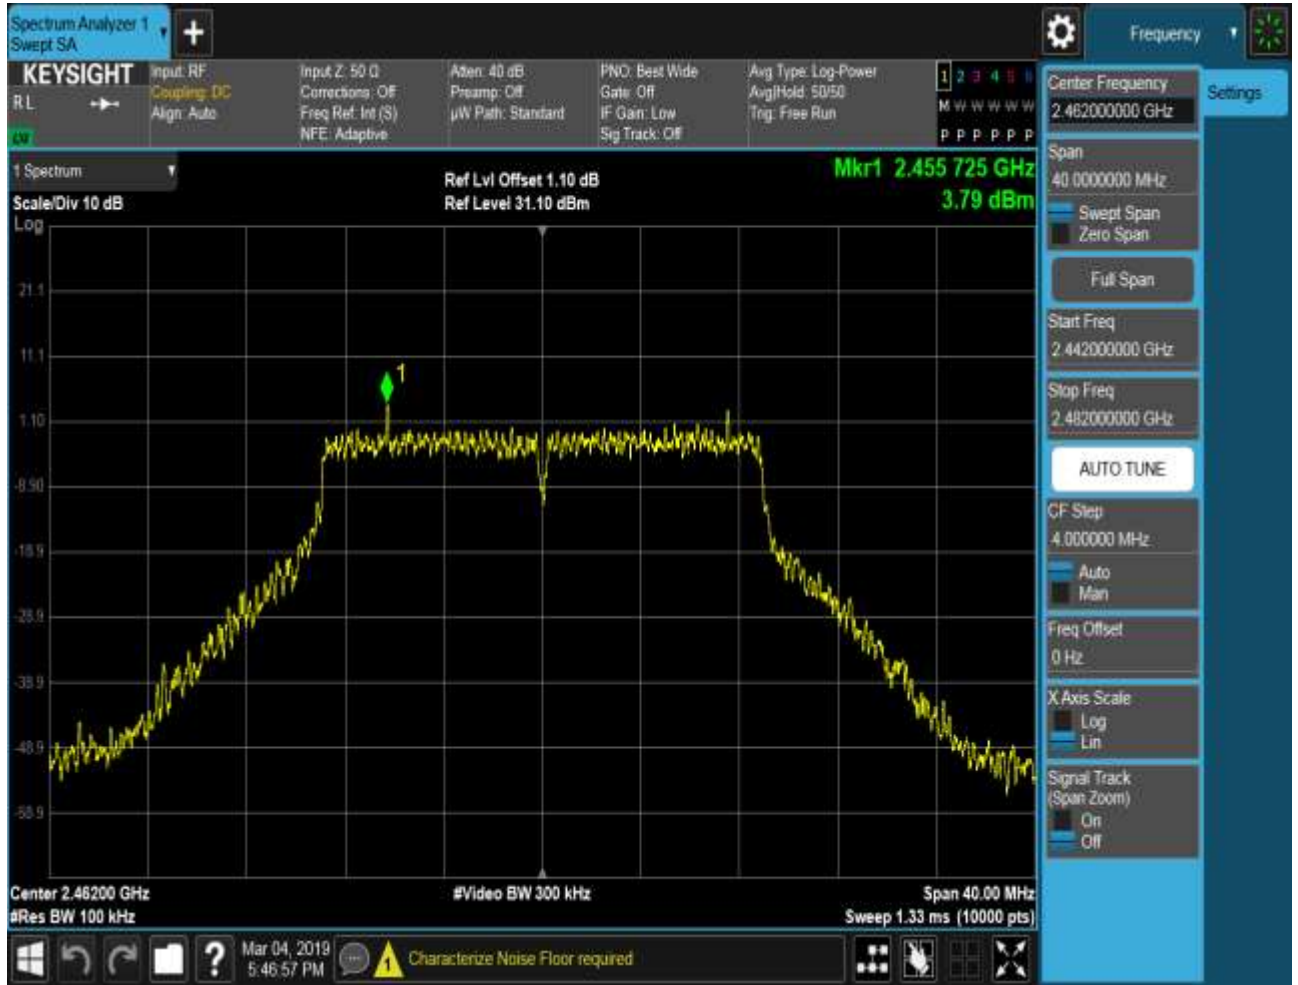 Spectrum Analyzer 1
Swept SA
+
Frequency
KEYSIGHT
Input: RF
Input Z: 50 Ω
Atten: 40 dB
PNO: Best Wide
Avg Type: Log-Power
1 2 3 4 5 6
RL
Coupling: DC
Corrections: Off
Preamp: Off
Gate: Off
Avg|Hold: 50/50
M W W W W W
Align: Auto
Freq Ref: Int (S)
µW Path: Standard
IF Gain: Low
Trig: Free Run
NFE: Adaptive
Sig Track: Off
P P P P P P
1 Spectrum
Ref Lvl Offset 1.10 dB
Mkr1 2.455 725 GHz
Scale/Div 10 dB
Ref Level 31.10 dBm
3.79 dBm
Log
21.1
11.1
1.10
-8.90
-18.9
-28.9
-38.9
-48.9
-58.9
1
Center 2.46200 GHz
#Video BW 300 kHz
Span 40.00 MHz
#Res BW 100 kHz
Sweep 1.33 ms (10000 pts)
Center Frequency
2.462000000 GHz
Settings
Span
40.0000000 MHz
Swept Span
Zero Span
Full Span
Start Freq
2.442000000 GHz
Stop Freq
2.482000000 GHz
AUTO TUNE
CF Step
4.000000 MHz
Auto
Man
Freq Offset
0 Hz
X Axis Scale
Log
Lin
Signal Track
(Span Zoom)
On
Off
?
Mar 04, 2019
5:46:57 PM
1
Characterize Noise Floor required